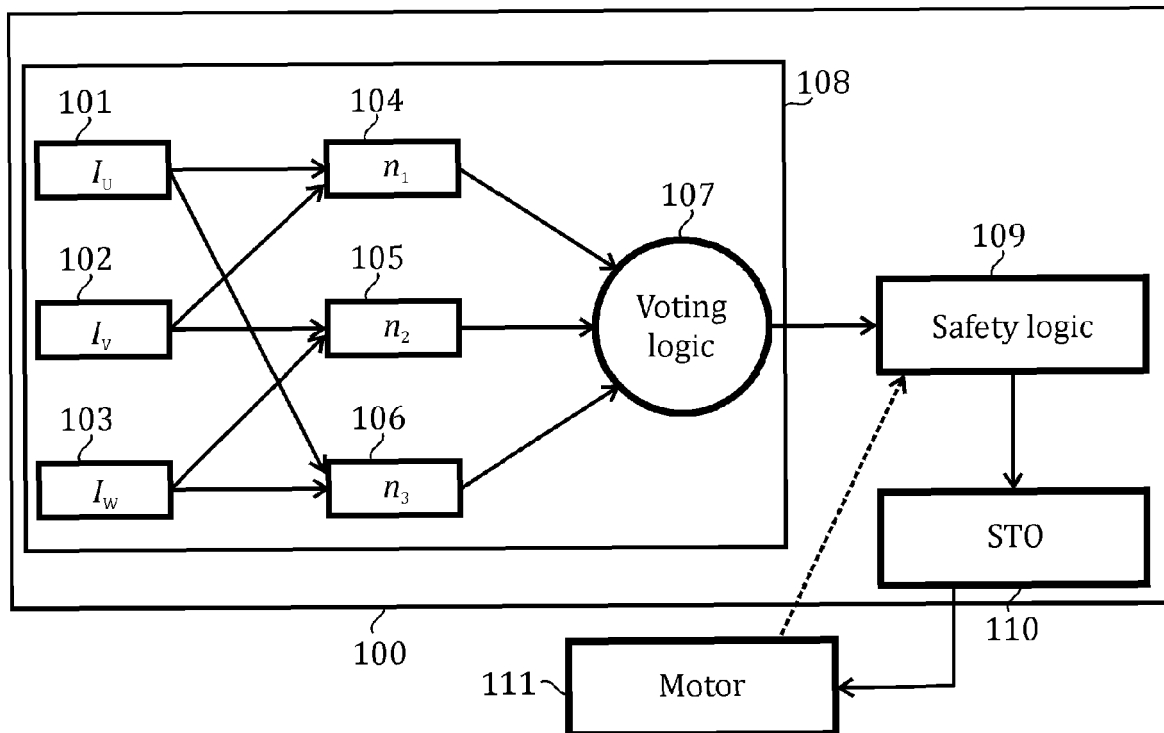 101
104
108
I_U
n_1
107
102
105
109
I_V
n_2
Voting
logic
Safety logic
103
106
I_W
n_3
STO
100
110
111
Motor